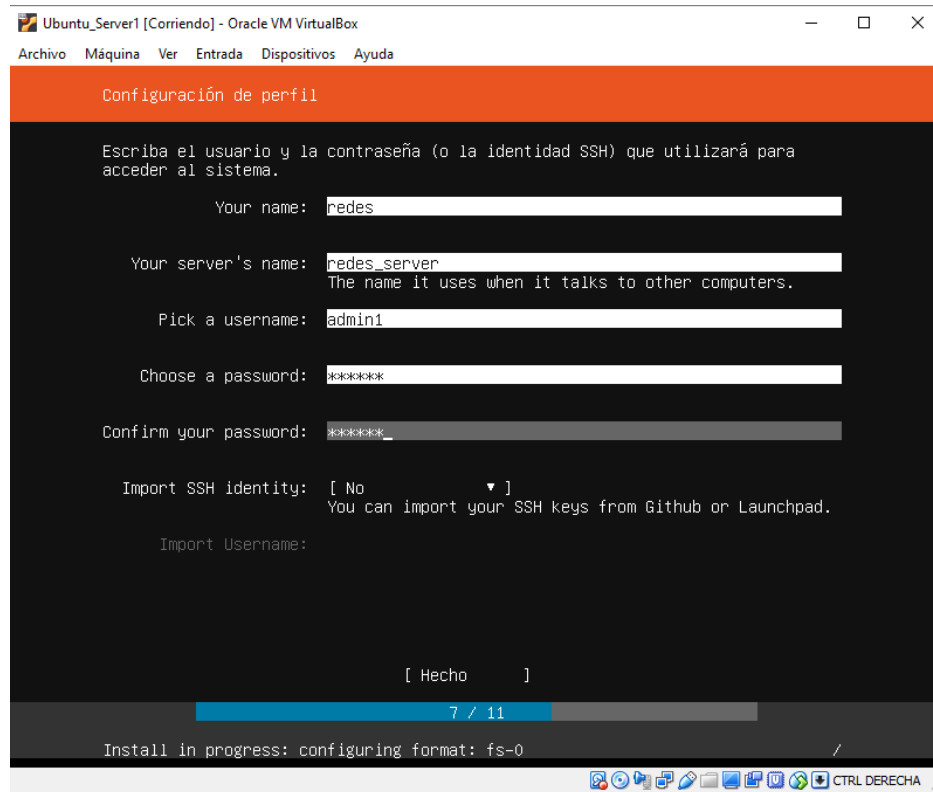 Ubuntu_Server1 [Corriendo] - Oracle VM VirtualBox
Archivo Máquina Ver Entrada Dispositivos Ayuda
Configuración de perfil
Escriba el usuario y la contraseña (o la identidad SSH) que utilizará para
acceder al sistema.
Your name: redes
Your server's name: redes_server
The name it uses when it talks to other computers.
Pick a username: admin1
Choose a password: ******
Confirm your password: ******_
Import SSH identity: [ No ▼ ]
You can import your SSH keys from Github or Launchpad.
Import Username:
[ Hecho ]
7 / 11
Install in progress: configuring format: fs-0 /
CTRL DERECHA